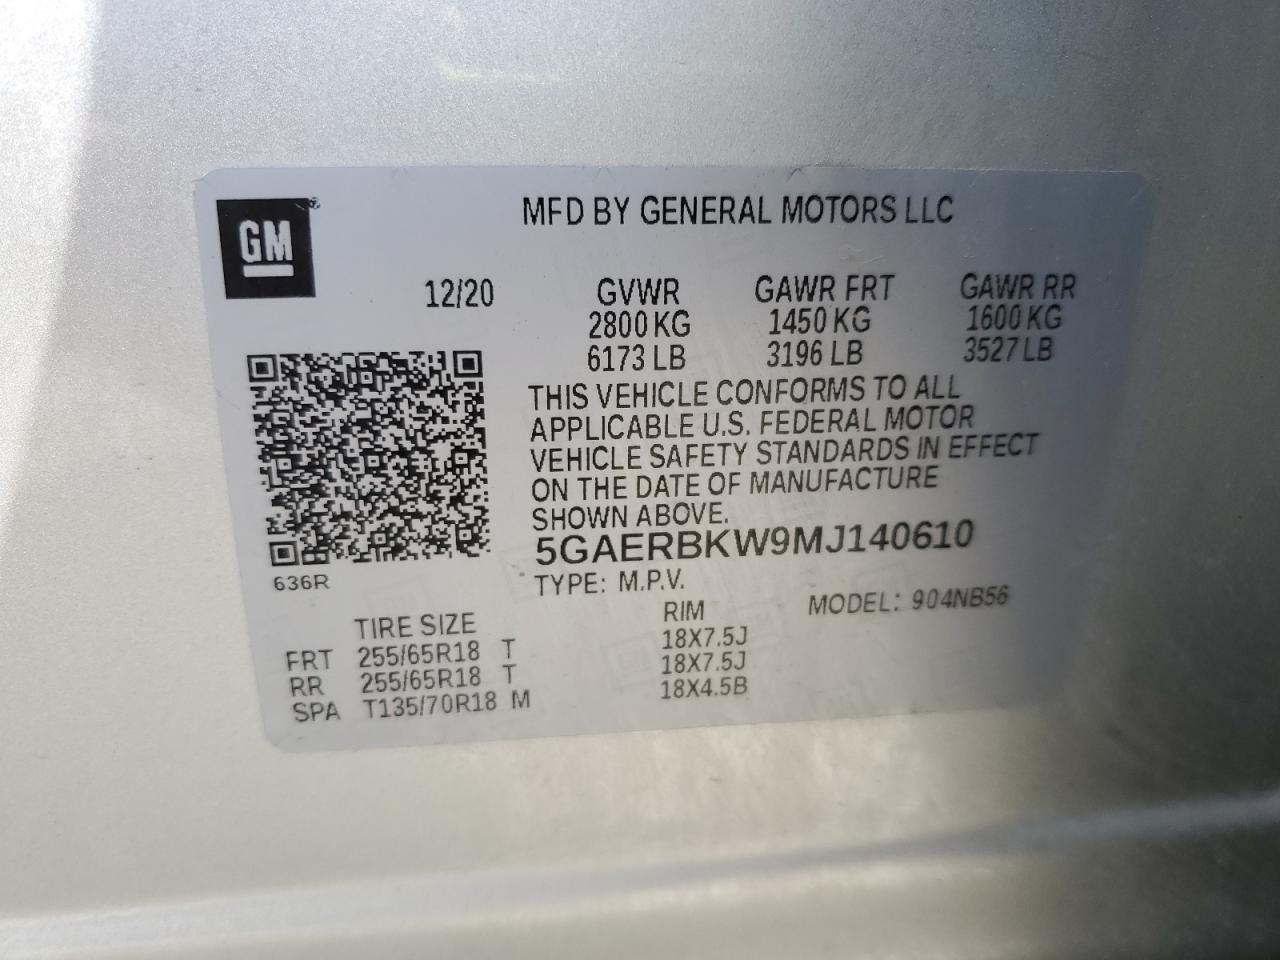 GM
MFD BY GENERAL MOTORS LLC
12/20 GVWR GAWR FRT GAWR RR
2800 KG 1450 KG 1600 KG
6173 LB 3196 LB 3527 LB
THIS VEHICLE CONFORMS TO ALL
APPLICABLE U.S. FEDERAL MOTOR
VEHICLE SAFETY STANDARDS IN EFFECT
ON THE DATE OF MANUFACTURE
SHOWN ABOVE.
5GAERBKW9MJ140610
636R
TYPE: M.P.V. MODEL: 904NB56
TIRE SIZE RIM
FRT 255/65R18 T 18X7.5J
RR 255/65R18 T 18X7.5J
SPA T135/70R18 M 18X4.5B